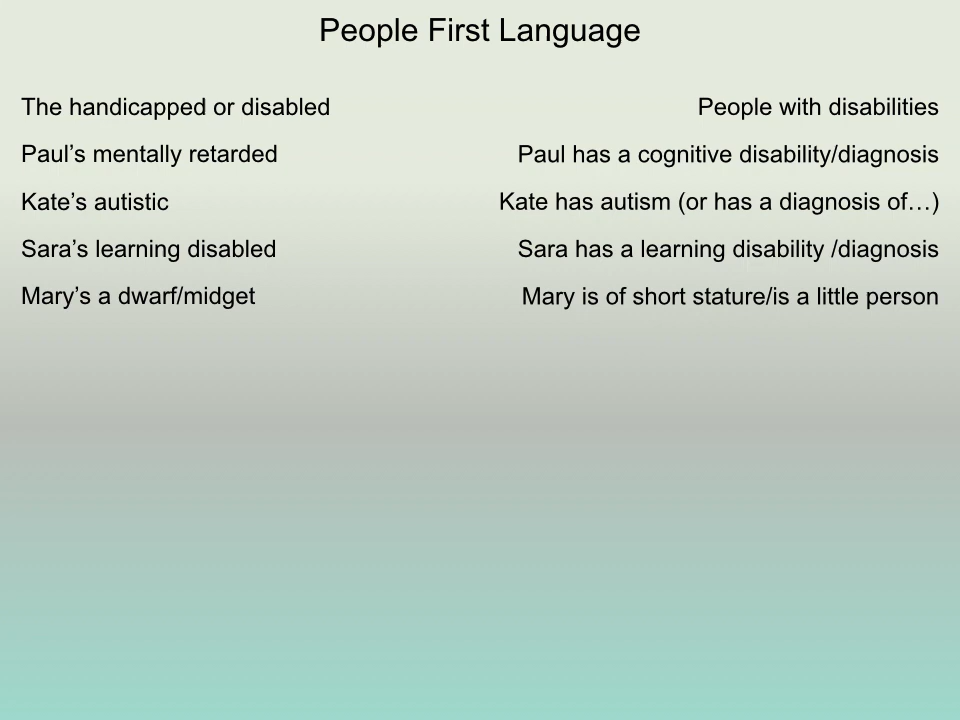 People First Language
The handicapped or disabled People with disabilities
Paul’s mentally retarded Paul has a cognitive disability/diagnosis
Kate’s autistic Kate has autism (or has a diagnosis of…)
Sara’s learning disabled Sara has a learning disability /diagnosis
Mary’s a dwarf/midget Mary is of short stature/is a little person